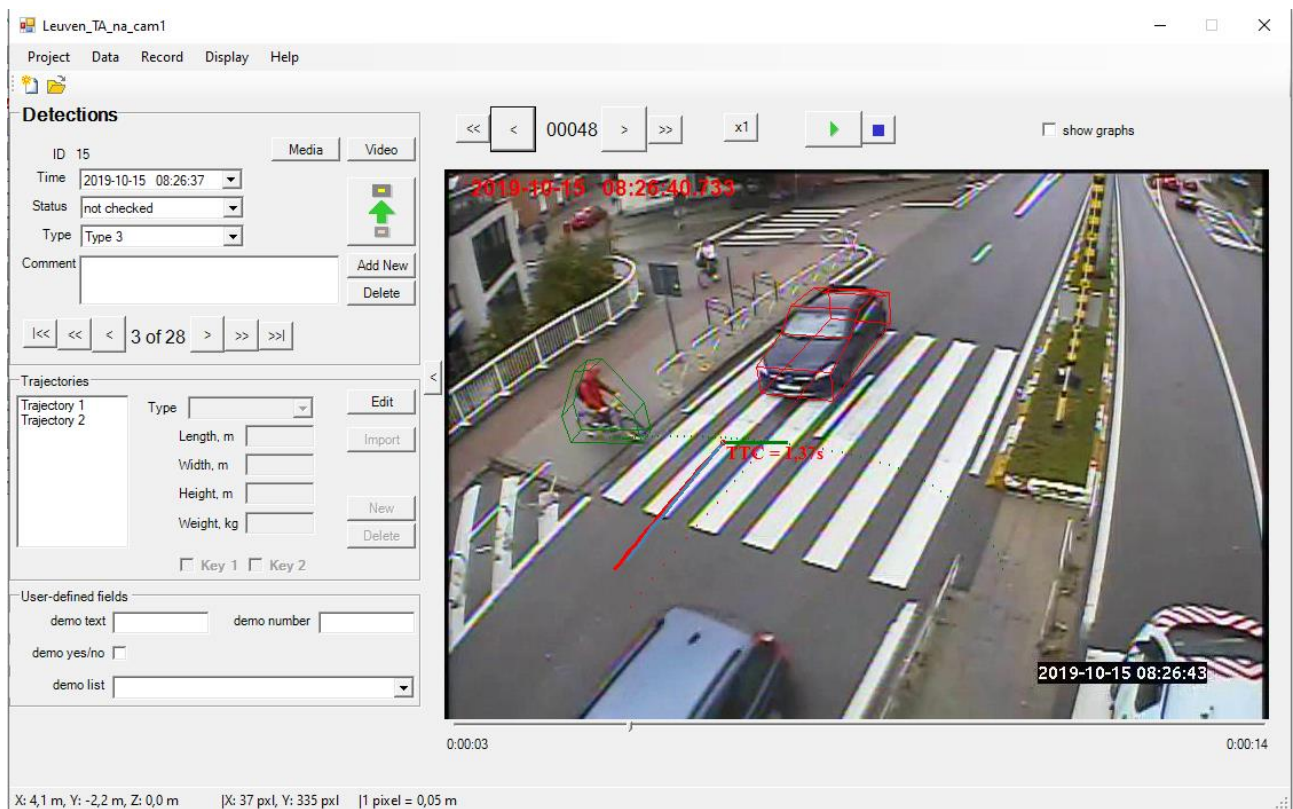 Leuven_TA_na_cam1
Project Data Record Display Help
Detections
ID 15
Media Video
Time 2019-10-15 08:26:37
Status not checked
Type Type 3
Comment
Add New
Delete
|<< << < 3 of 28 > >> >>|
<
Trajectories
Trajectory 1
Trajectory 2
Type
Edit
Length, m
Import
Width, m
Height, m
Weight, kg
New
Delete
Key 1 Key 2
User-defined fields
demo text demo number
demo yes/no
demo list
<< < 00048 > >> x1
show graphs
2019-10-15 08:26:40.733
TTC = 1,37s
2019-10-15 08:26:43
0:00:03 0:00:14
X: 4,1 m, Y: -2,2 m, Z: 0,0 m |X: 37 pxl, Y: 335 pxl |1 pixel = 0,05 m